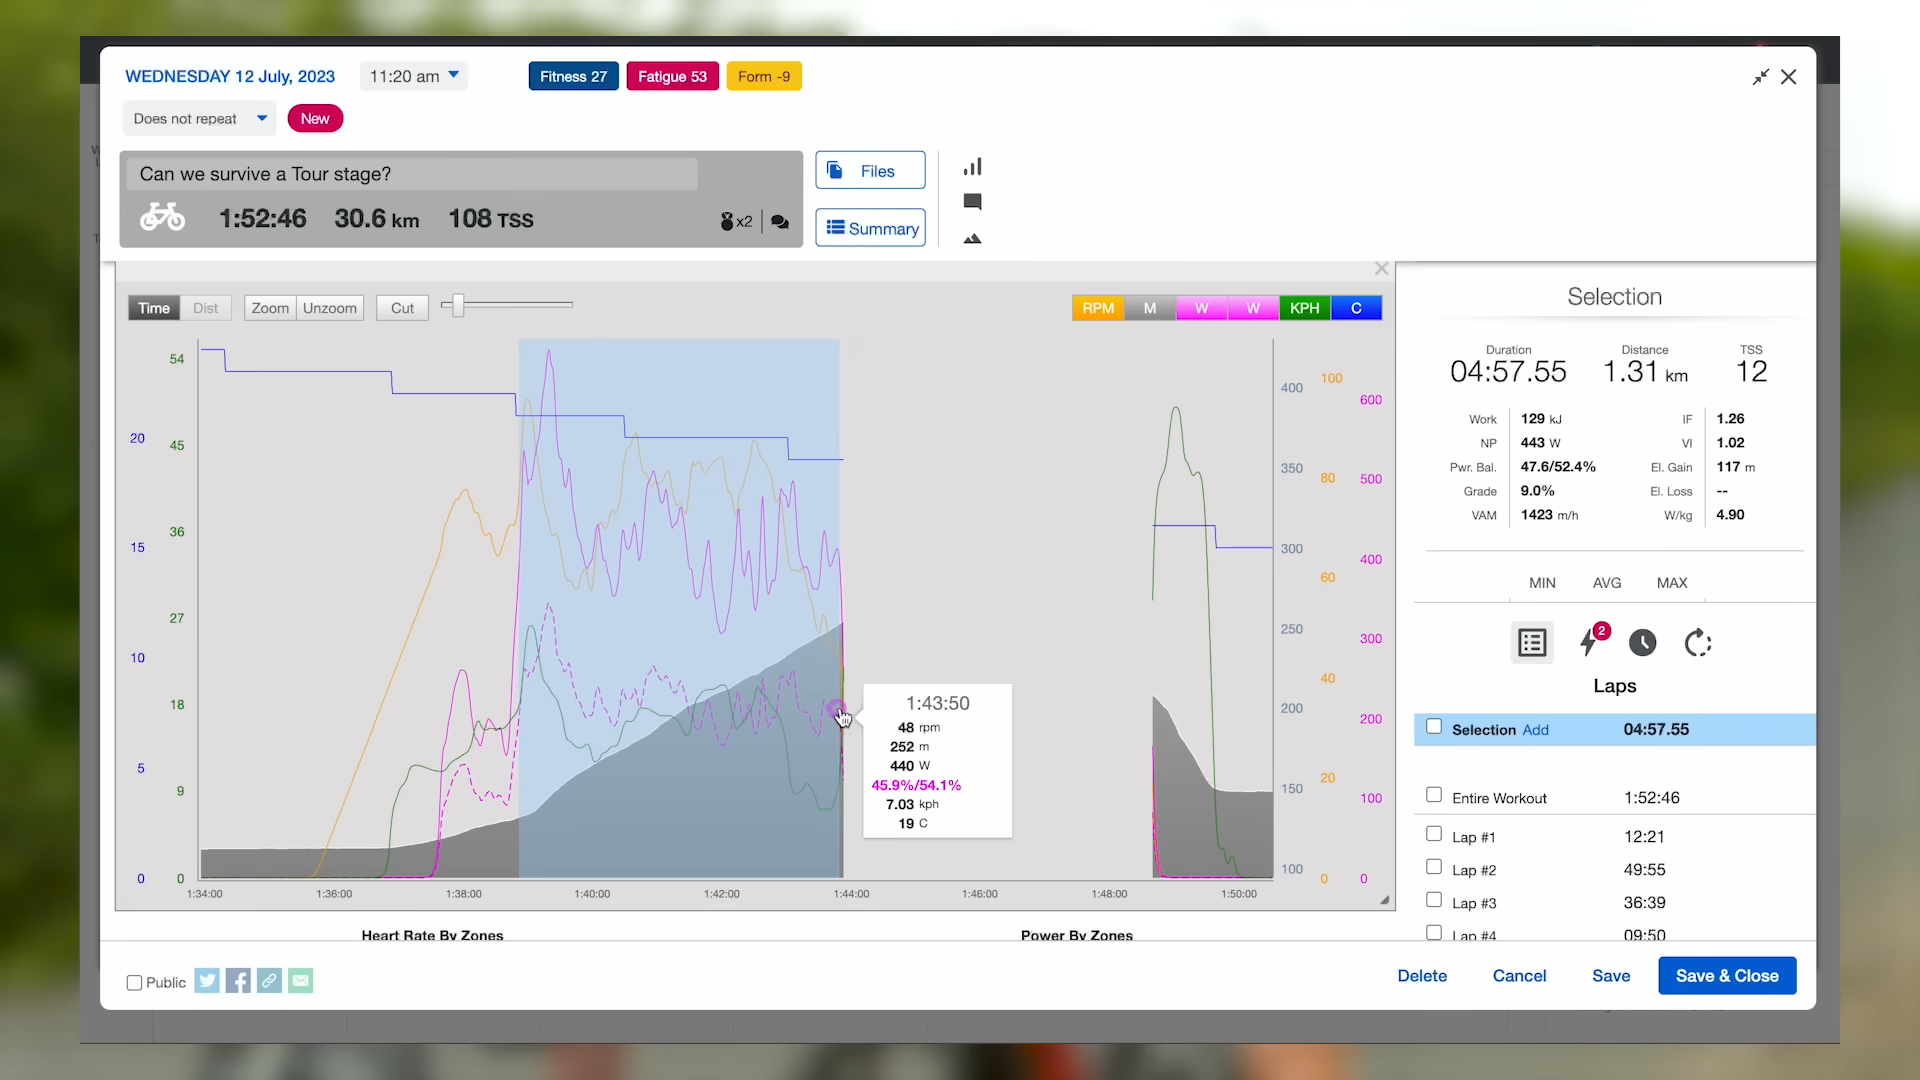 WEDNESDAY 12 July, 2023
11:20 am
Fitness 27
Fatigue 53
Form -9
Does not repeat
New
Can we survive a Tour stage?
1:52:46 30.6 km 108 TSS
x2
Files
Summary
Time Dist
Zoom Unzoom
Cut
RPM M W W KPH C
54
45
36
27
18
9
0
20
15
10
5
0
400
350
300
250
200
150
100
100
80
60
40
20
0
600
500
400
300
200
100
0
1:34:00 1:36:00 1:38:00 1:40:00 1:42:00 1:44:00 1:46:00 1:48:00 1:50:00
1:43:50
48 rpm
252 m
440 W
45.9%/54.1%
7.03 kph
19 C
Heart Rate By Zones
Power By Zones
Selection
Duration Distance TSS
04:57.55 1.31 km 12
Work 129 kJ IF 1.26
NP 443 W VI 1.02
Pwr. Bal. 47.6/52.4% El. Gain 117 m
Grade 9.0% El. Loss --
VAM 1423 m/h W/kg 4.90
MIN AVG MAX
2
Laps
Selection Add 04:57.55
Entire Workout 1:52:46
Lap #1 12:21
Lap #2 49:55
Lap #3 36:39
Lap #4 09:50
Public
Delete Cancel Save Save & Close